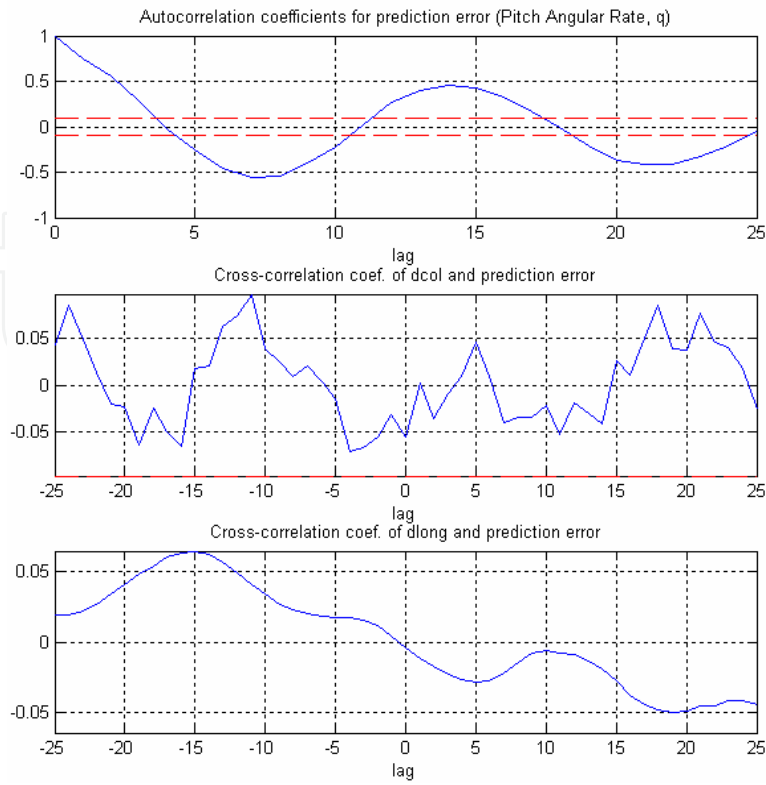 Autocorrelation coefficients for prediction error (Pitch Angular Rate, q)
1
0.5
0
-0.5
-1
0 5 10 15 20 25
lag
Cross-correlation coef. of dcol and prediction error
0.05
0
-0.05
-25 -20 -15 -10 -5 0 5 10 15 20 25
lag
Cross-correlation coef. of dlong and prediction error
0.05
0
-0.05
-25 -20 -15 -10 -5 0 5 10 15 20 25
lag